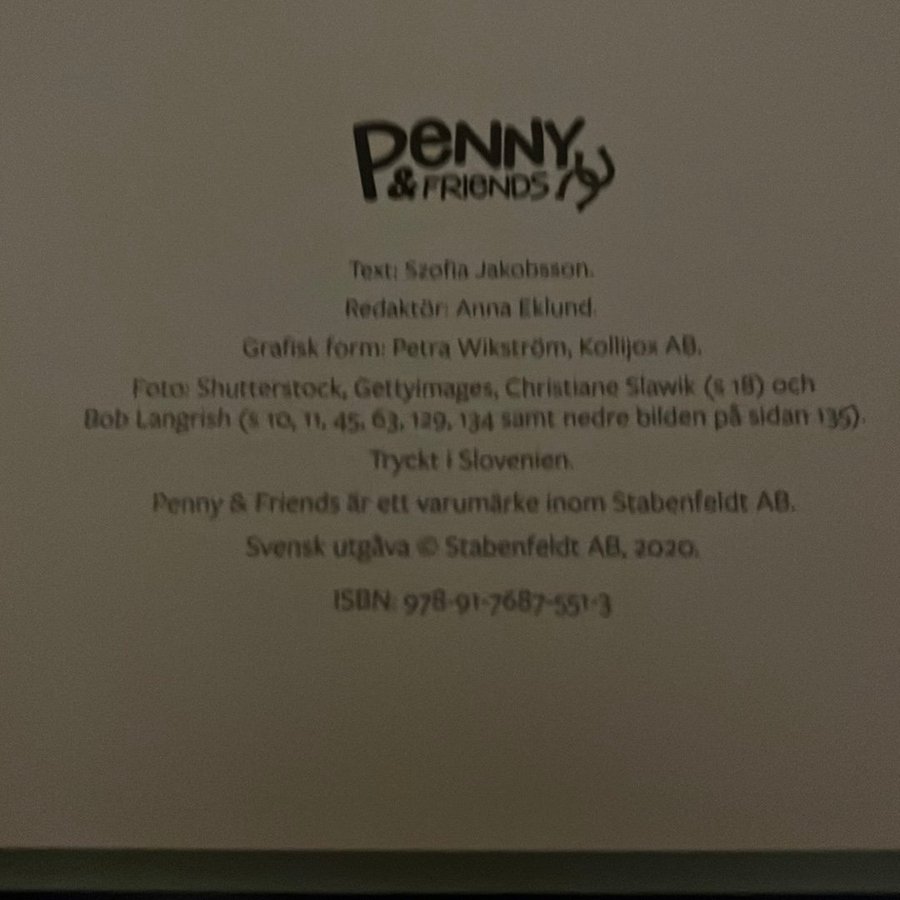 Penny
& Friends
Text: Szofia Jakobsson.
Redaktör: Anna Eklund.
Grafisk form: Petra Wikström, Kollijox AB.
Foto: Shutterstock, Gettyimages, Christiane Slawik (s 18) och
Bob Langrish (s 10, 11, 45, 63, 129, 134 samt nedre bilden på sidan 135).
Tryckt i Slovenien.
Penny & Friends är ett varumärke inom Stabenfeldt AB.
Svensk utgåva © Stabenfeldt AB, 2020.
ISBN: 978-91-7687-551-3